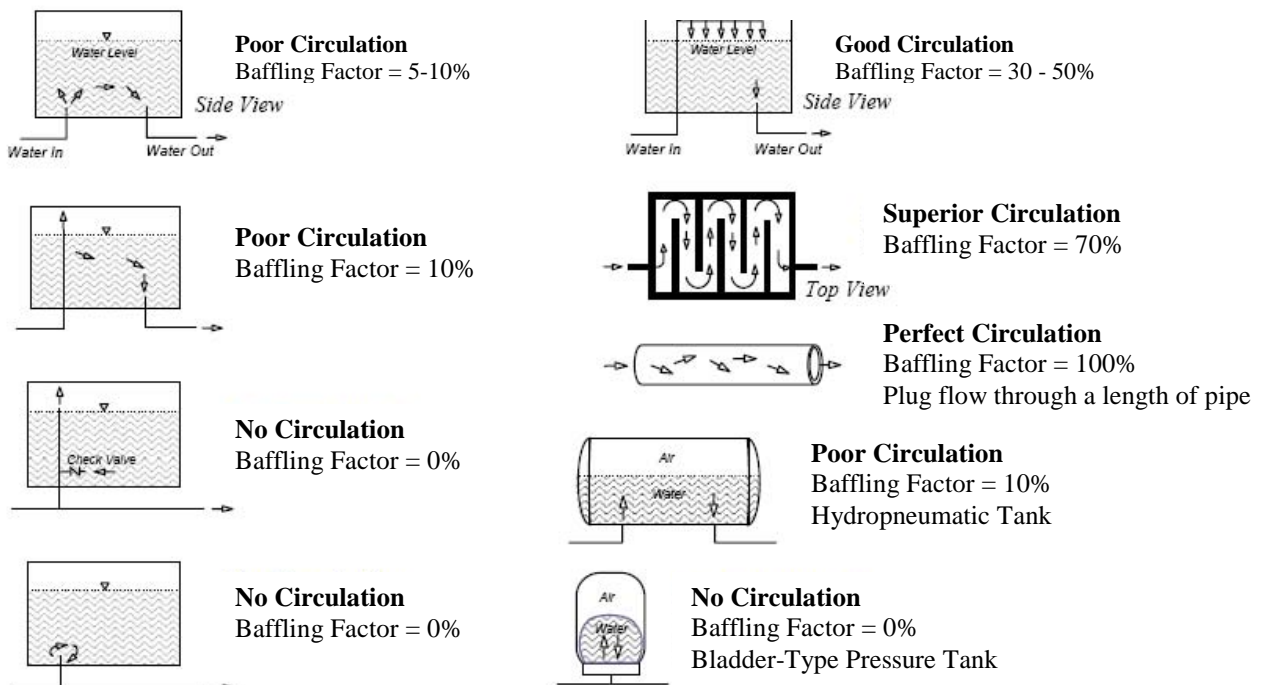 Water Level
Side View
Water In
Water Out
Poor Circulation
Baffling Factor = 5-10%
Poor Circulation
Baffling Factor = 10%
Check Valve
No Circulation
Baffling Factor = 0%
No Circulation
Baffling Factor = 0%
Water Level
Side View
Water In
Water Out
Good Circulation
Baffling Factor = 30 - 50%
Top View
Superior Circulation
Baffling Factor = 70%
Perfect Circulation
Baffling Factor = 100%
Plug flow through a length of pipe
Air
Water
Poor Circulation
Baffling Factor = 10%
Hydropneumatic Tank
Air
Water
No Circulation
Baffling Factor = 0%
Bladder-Type Pressure Tank